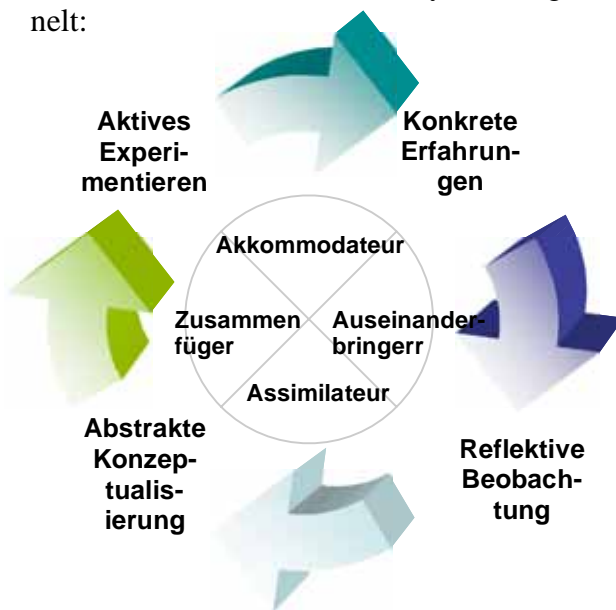 nelt:
Aktives
Experi-
mentieren
Konkrete
Erfahrun-
gen
Akkommodateur
Zusammen
füger
Auseinander-
bringerr
Assimilateur
Abstrakte
Konzep-
tualis-
ierung
Reflektive
Beobach-
tung